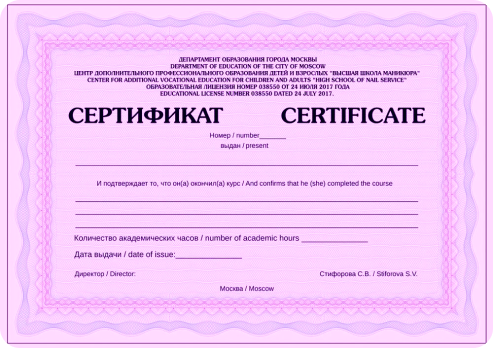 ДЕПАРТАМЕНТ ОБРАЗОВАНИЯ ГОРОДА МОСКВЫ
DEPARTMENT OF EDUCATION OF THE CITY OF MOSCOW
ЦЕНТР ДОПОЛНИТЕЛЬНОГО ПРОФЕССИОНАЛЬНОГО ОБРАЗОВАНИЯ ДЕТЕЙ И ВЗРОСЛЫХ "ВЫСШАЯ ШКОЛА МАНИКЮРА"
CENTER FOR ADDITIONAL VOCATIONAL EDUCATION FOR CHILDREN AND ADULTS "HIGH SCHOOL OF NAIL SERVICE"
ОБРАЗОВАТЕЛЬНАЯ ЛИЦЕНЗИЯ НОМЕР 038550 ОТ 24 ИЮЛЯ 2017 ГОДА
EDUCATIONAL LICENSE NUMBER 038550 DATED 24 JULY 2017.
СЕРТИФИКАТ CERTIFICATE
Номер / number_______
выдан / present
И подтверждает то, что он(а) окончил(а) курс / And confirms that he (she) completed the course
Количество академических часов / number of academic hours _______________
Дата выдачи / date of issue:_______________
Директор / Director: Стифорова С.В. / Stiforova S.V.
Москва / Moscow